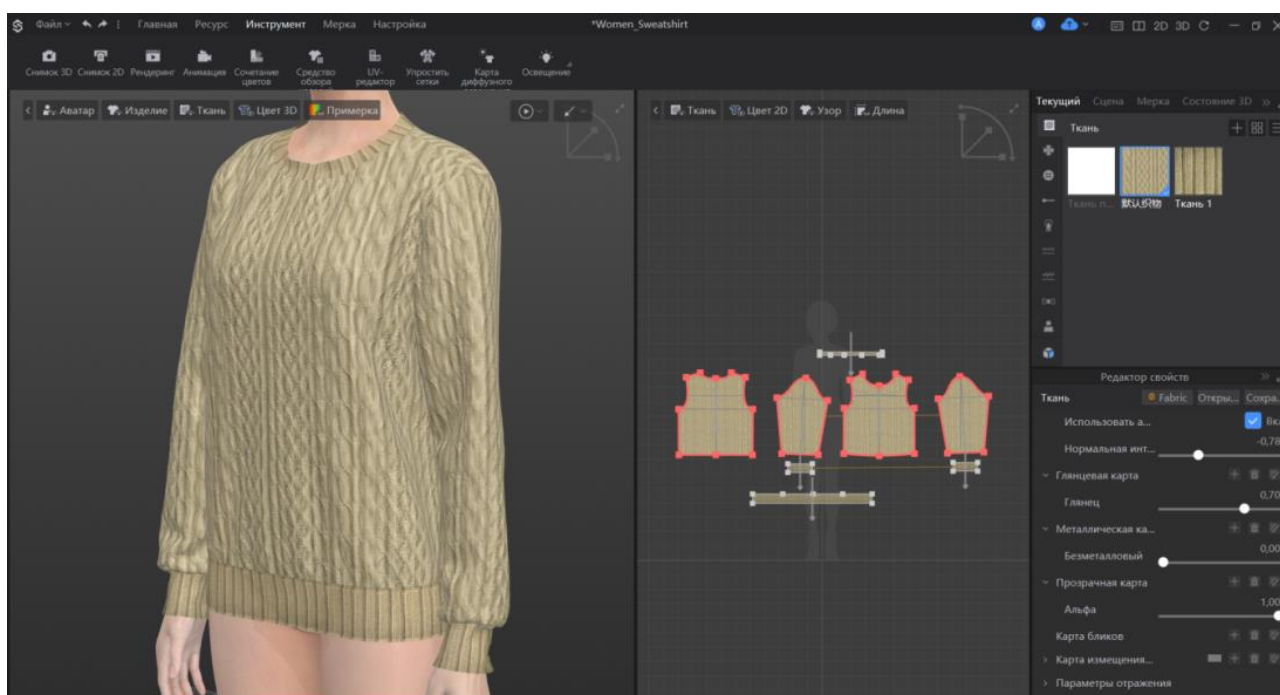 Файл
Главная Ресурс Инструмент Мерка Настройка
*Women_Sweatshirt
A
2D 3D
Снимок 3D Снимок 2D Рендеринг Анимация Сочетание цветов Средство обзора UV-редактор Упростить сетки Карта диффузного Освещение
Аватар Изделие Ткань Цвет 3D Примерка
Ткань Цвет 2D Узор Длина
Текущий Сцена Мерка Состояние 3D
Ткань
Ткань п... 默认织物 Ткань 1
Редактор свойств
Ткань Fabric Откры... Сохра...
Использовать а... Вкл
Нормальная инт... -0,78
Глянцевая карта
Глянец 0,70
Металлическая ка...
Безметалловый 0,00
Прозрачная карта
Альфа 1,00
Карта бликов
Карта измещения...
Параметры отражения